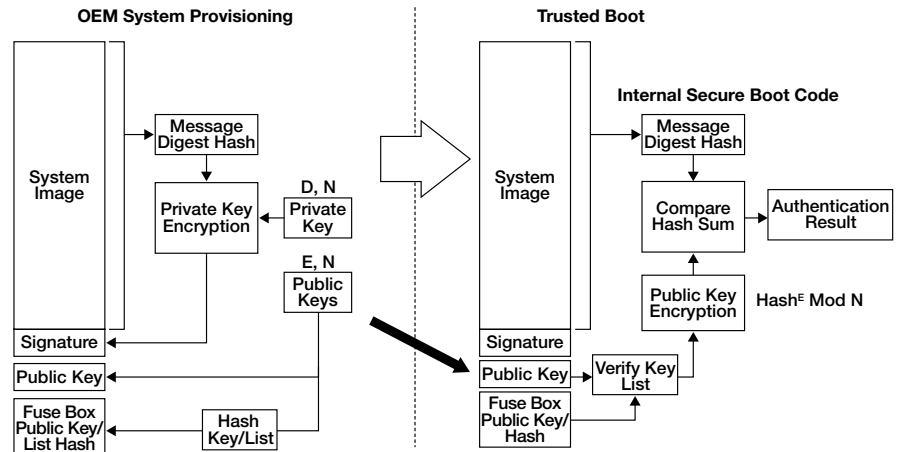 OEM System Provisioning
System
Image
Message
Digest Hash
Private Key
Encryption
D, N
Private
Key
E, N
Public
Keys
Signature
Public Key
Fuse Box
Public Key/
List Hash
Hash
Key/List
Trusted Boot
Internal Secure Boot Code
System
Image
Message
Digest Hash
Compare
Hash Sum
Authentication
Result
Public Key
Encryption
Hashᴱ Mod N
Signature
Public Key
Verify Key
List
Fuse Box
Public Key/
Hash